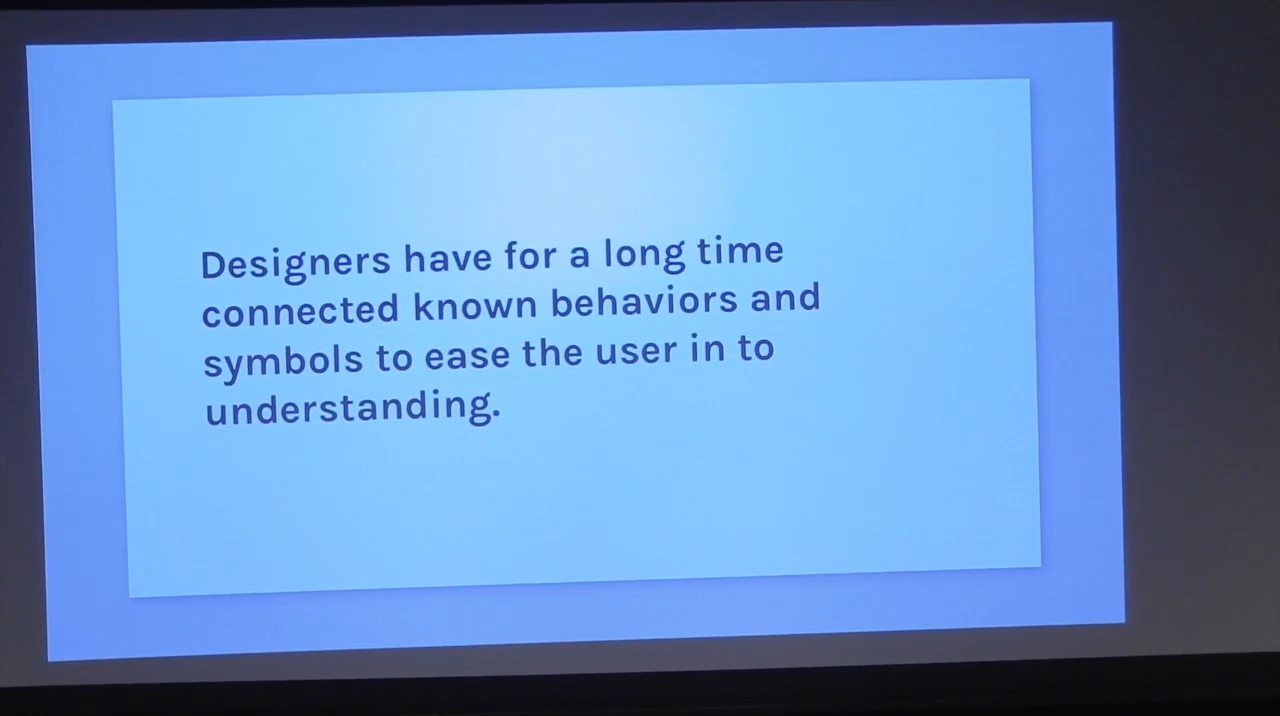 Designers have for a long time
connected known behaviors and
symbols to ease the user in to
understanding.